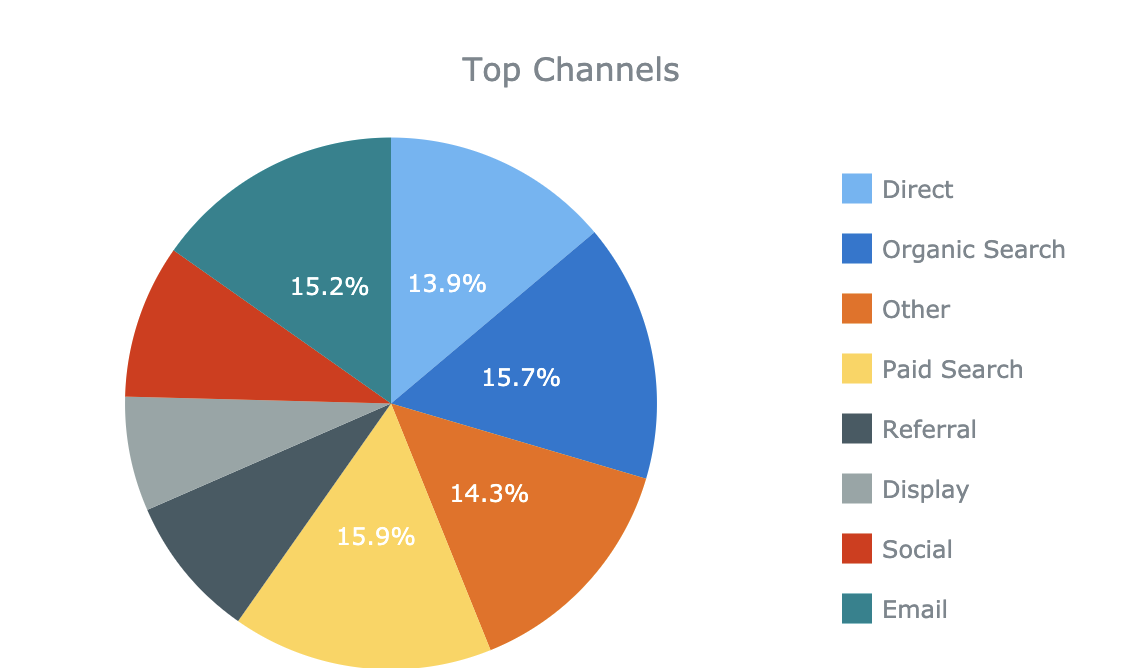 Top Channels
15.2%
13.9%
15.7%
14.3%
15.9%
Direct
Organic Search
Other
Paid Search
Referral
Display
Social
Email